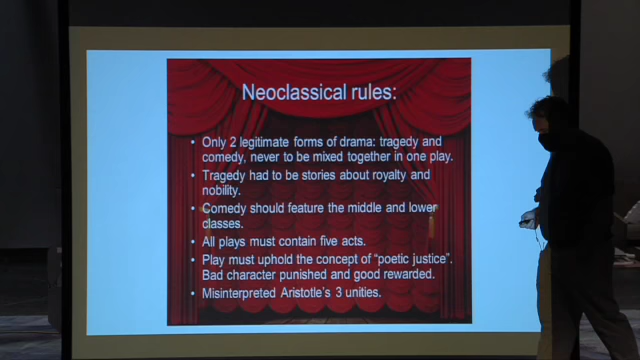 Neoclassical rules:
• Only 2 legitimate forms of drama: tragedy and
comedy, never to be mixed together in one play.
• Tragedy had to be stories about royalty and
nobility.
• Comedy should feature the middle and lower
classes.
• All plays must contain five acts.
• Play must uphold the concept of "poetic justice".
Bad character punished and good rewarded.
• Misinterpreted Aristotle's 3 unities.